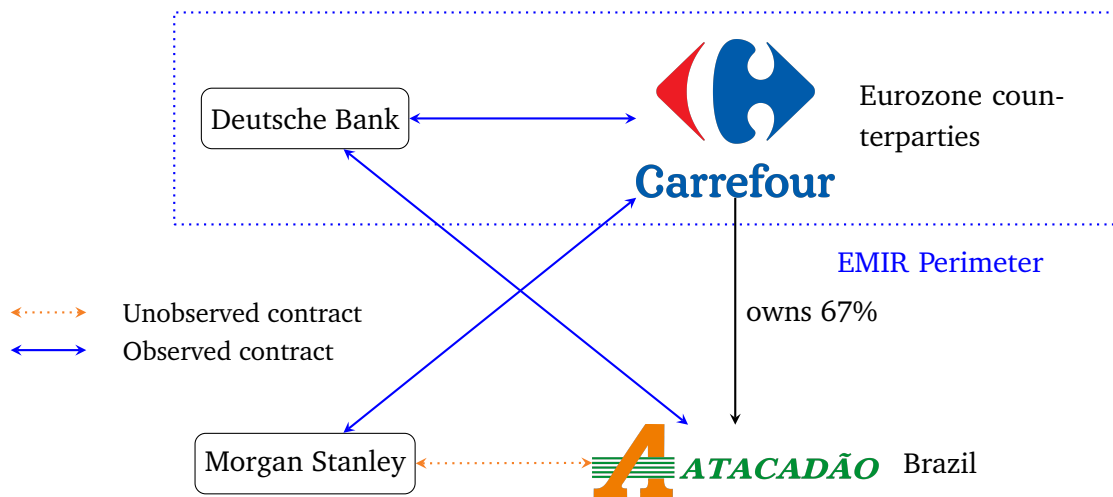 Deutsche Bank
Carrefour
Eurozone coun-
terparties
EMIR Perimeter
owns 67%
Unobserved contract
Observed contract
Morgan Stanley
ATACADÃO
Brazil